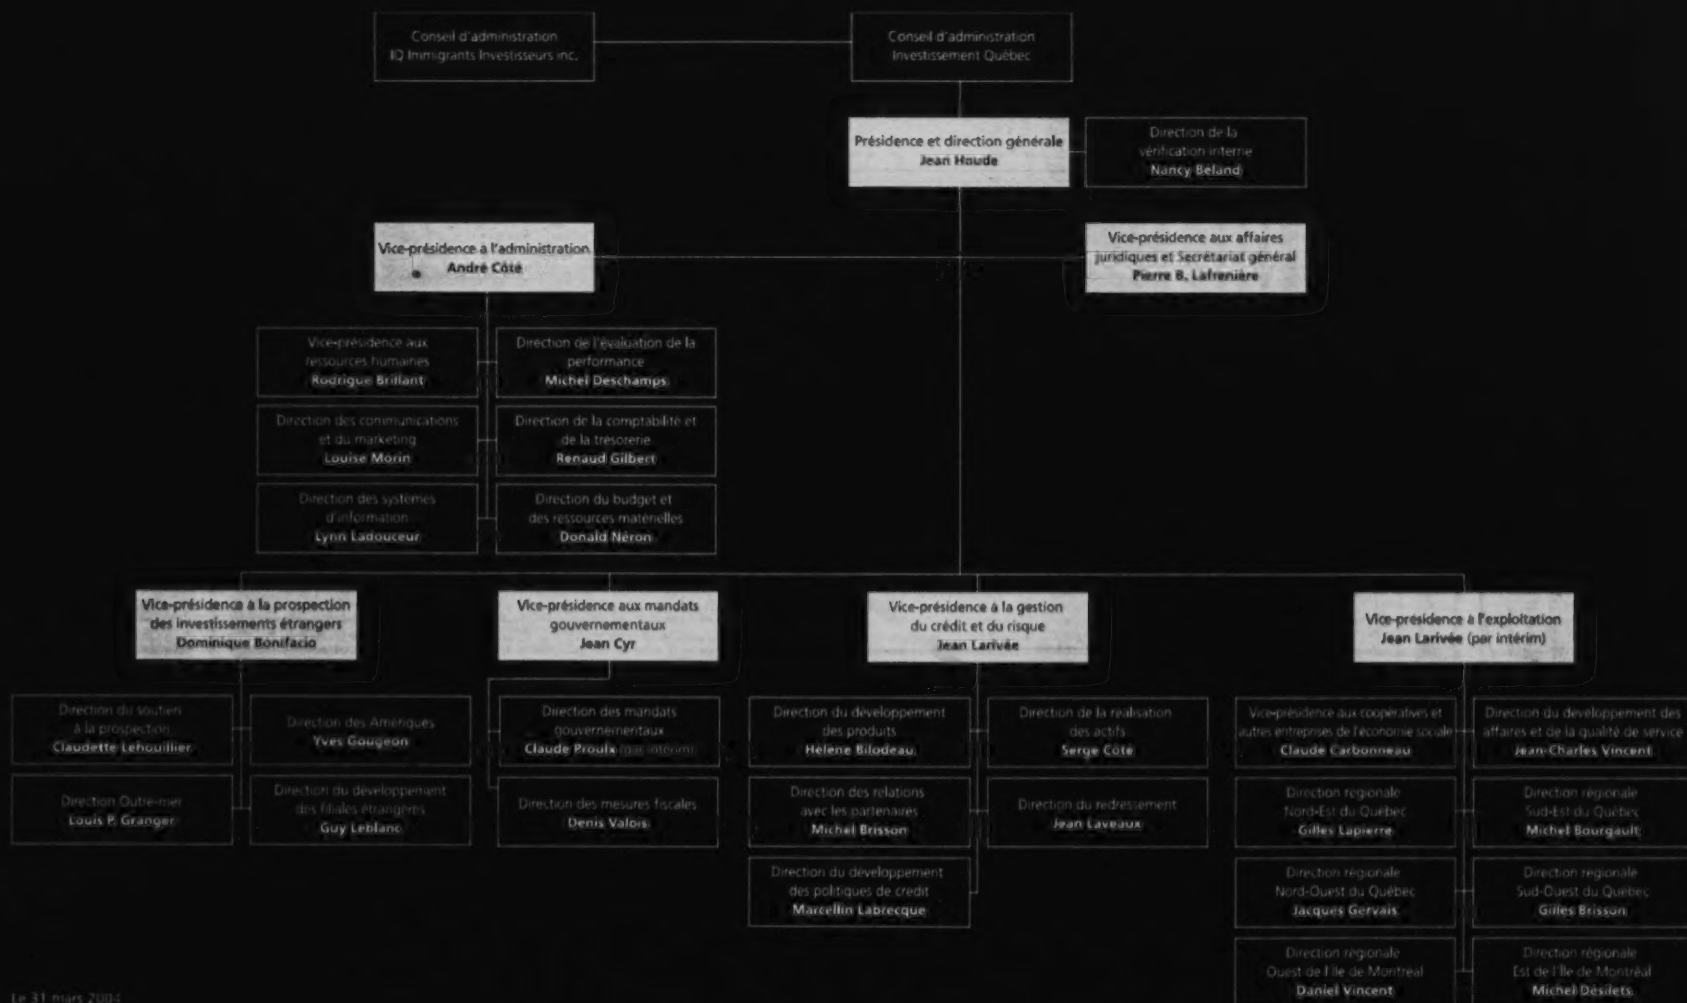 Conseil d'administration
IQ Immigrants Investisseurs inc.
Conseil d'administration
Investissement Québec
Présidence et direction générale
Jean Houde
Direction de la
vérification interne
Nancy Béland
Vice-présidence à l'administration
André Côté
Vice-présidence aux affaires
juridiques et Secrétariat général
Pierre B. Lafrenière
Vice-présidence aux
ressources humaines
Rodrigue Brillant
Direction de l'évaluation de la
performance
Michel Deschamps
Direction des communications
et du marketing
Louise Morin
Direction de la comptabilité et
de la trésorerie
Renaud Gilbert
Direction des systèmes
d'information
Lynn Ladouceur
Direction du budget et
des ressources matérielles
Donald Néron
Vice-présidence à la prospection
des investissements étrangers
Dominique Bonifacio
Vice-présidence aux mandats
gouvernementaux
Jean Cyr
Vice-présidence à la gestion
du crédit et du risque
Jean Larivée
Vice-présidence à l'exploitation
Jean Larivée (par intérim)
Direction du soutien
à la prospection
Claudette Lehouillier
Direction des Amériques
Yves Gougeon
Direction Outre-mer
Louis P. Granger
Direction du développement
des filiales étrangères
Guy Leblanc
Direction des mandats
gouvernementaux
Claude Proulx (par intérim)
Direction des mesures fiscales
Denis Valois
Direction du développement
des produits
Hélène Bilodeau
Direction de la réalisation
des actifs
Serge Côté
Direction des relations
avec les partenaires
Michel Brisson
Direction du redressement
Jean Laveaux
Direction du développement
des politiques de crédit
Marcellin Labrecque
Vice-présidence aux coopératives et
autres entreprises de l'économie sociale
Claude Carbonneau
Direction du développement des
affaires et de la qualité de service
Jean-Charles Vincent
Direction régionale
Nord-Est du Québec
Gilles Lapierre
Direction régionale
Sud-Est du Québec
Michel Bourgault
Direction régionale
Nord-Ouest du Québec
Jacques Gervais
Direction régionale
Sud-Ouest du Québec
Gilles Brisson
Direction régionale
Ouest de l'île de Montréal
Daniel Vincent
Direction régionale
Est de l'Île de Montréal
Michel Désilets
Le 31 mars 2004